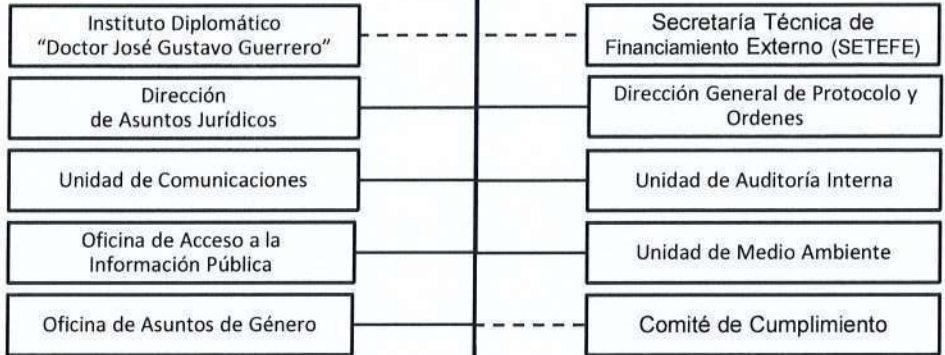 Instituto Diplomático
“Doctor José Gustavo Guerrero”
Secretaría Técnica de
Financiamiento Externo (SETEFE)
Dirección
de Asuntos Jurídicos
Dirección General de Protocolo y
Ordenes
Unidad de Comunicaciones
Unidad de Auditoría Interna
Oficina de Acceso a la
Información Pública
Unidad de Medio Ambiente
Oficina de Asuntos de Género
Comité de Cumplimiento